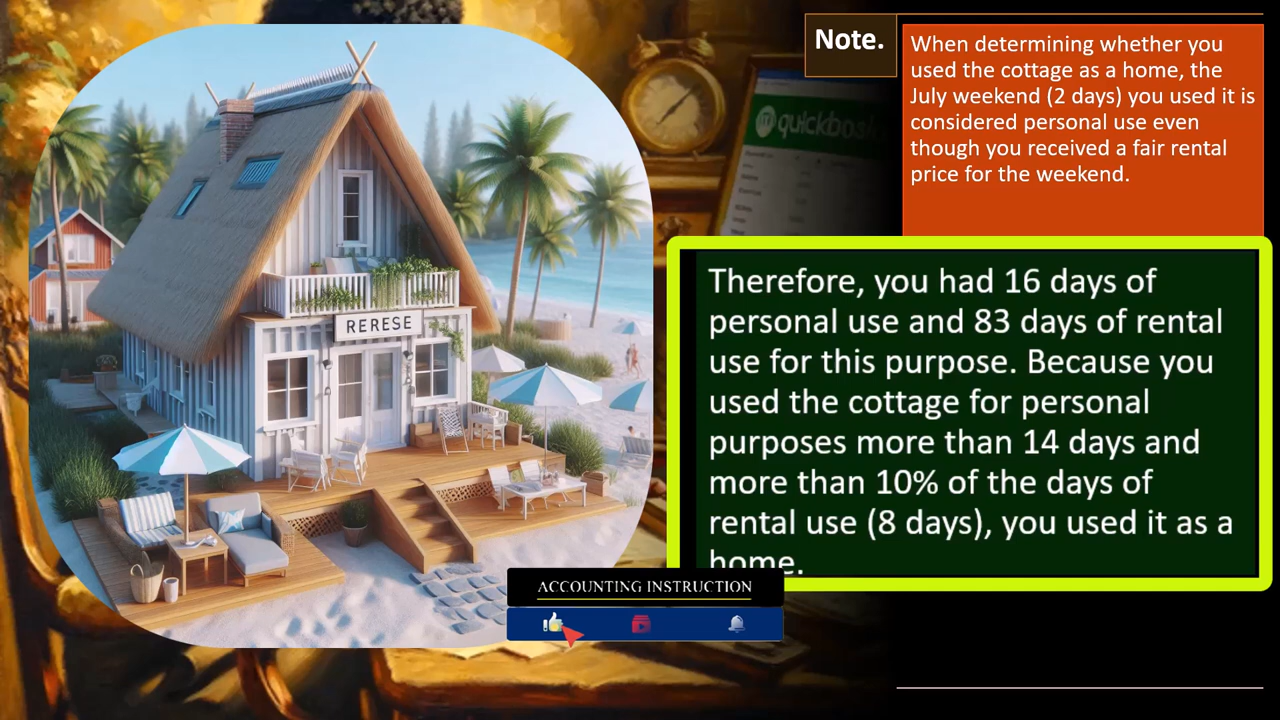 Note.
When determining whether you
used the cottage as a home, the
July weekend (2 days) you used it is
considered personal use even
though you received a fair rental
price for the weekend.
quickbo
RERESE
Therefore, you had 16 days of
personal use and 83 days of rental
use for this purpose. Because you
used the cottage for personal
purposes more than 14 days and
more than 10% of the days of
rental use (8 days), you used it as a
home.
ACCOUNTING INSTRUCTION